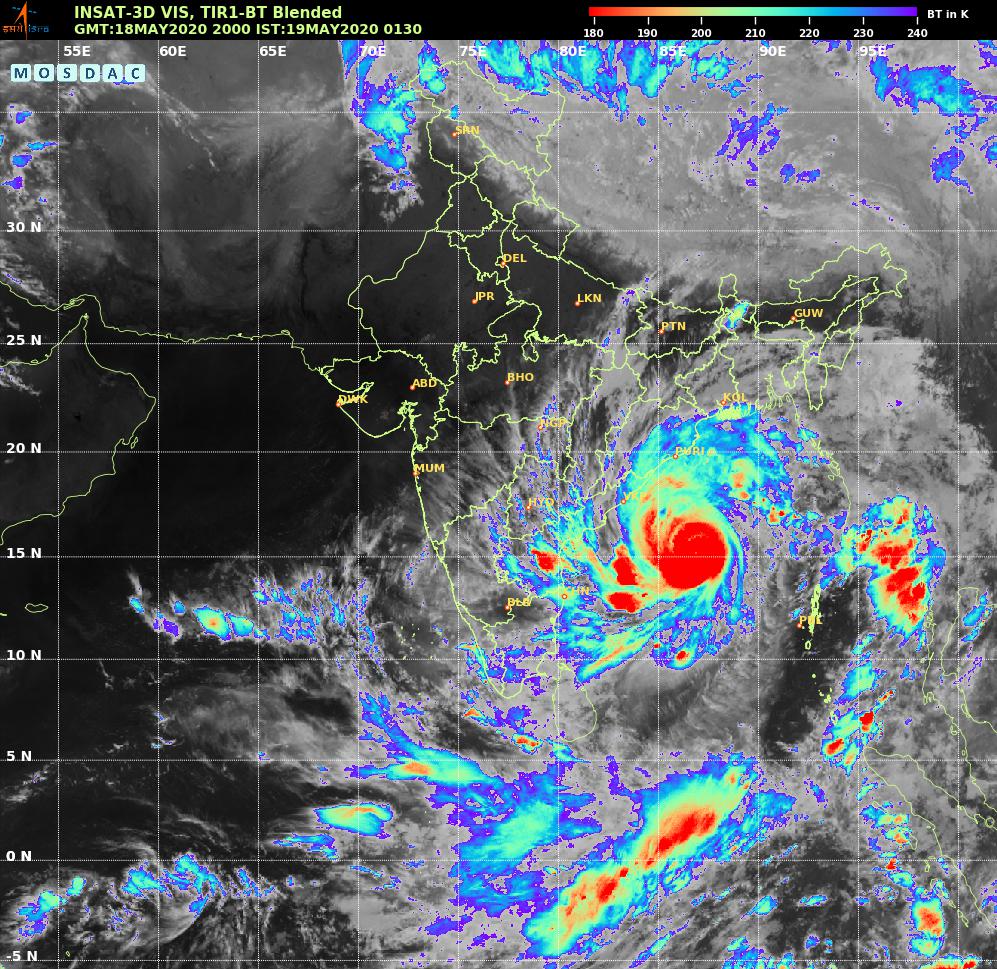 INSAT-3D VIS, TIR1-BT Blended
GMT:18MAY2020 2000 IST:19MAY2020 0130
BT in K
180 190 200 210 220 230 240
55E 60E 65E 70E 75E 80E 85E 90E 95E
MOSDAC
SRN
30 N
DEL
JPR LKN
GUW
PTN
25 N
BHO
ABD
DWK KOL
NGP
20 N PURI
MUM
HYD
15 N
BLR
10 N
5 N
0 N
-5 N